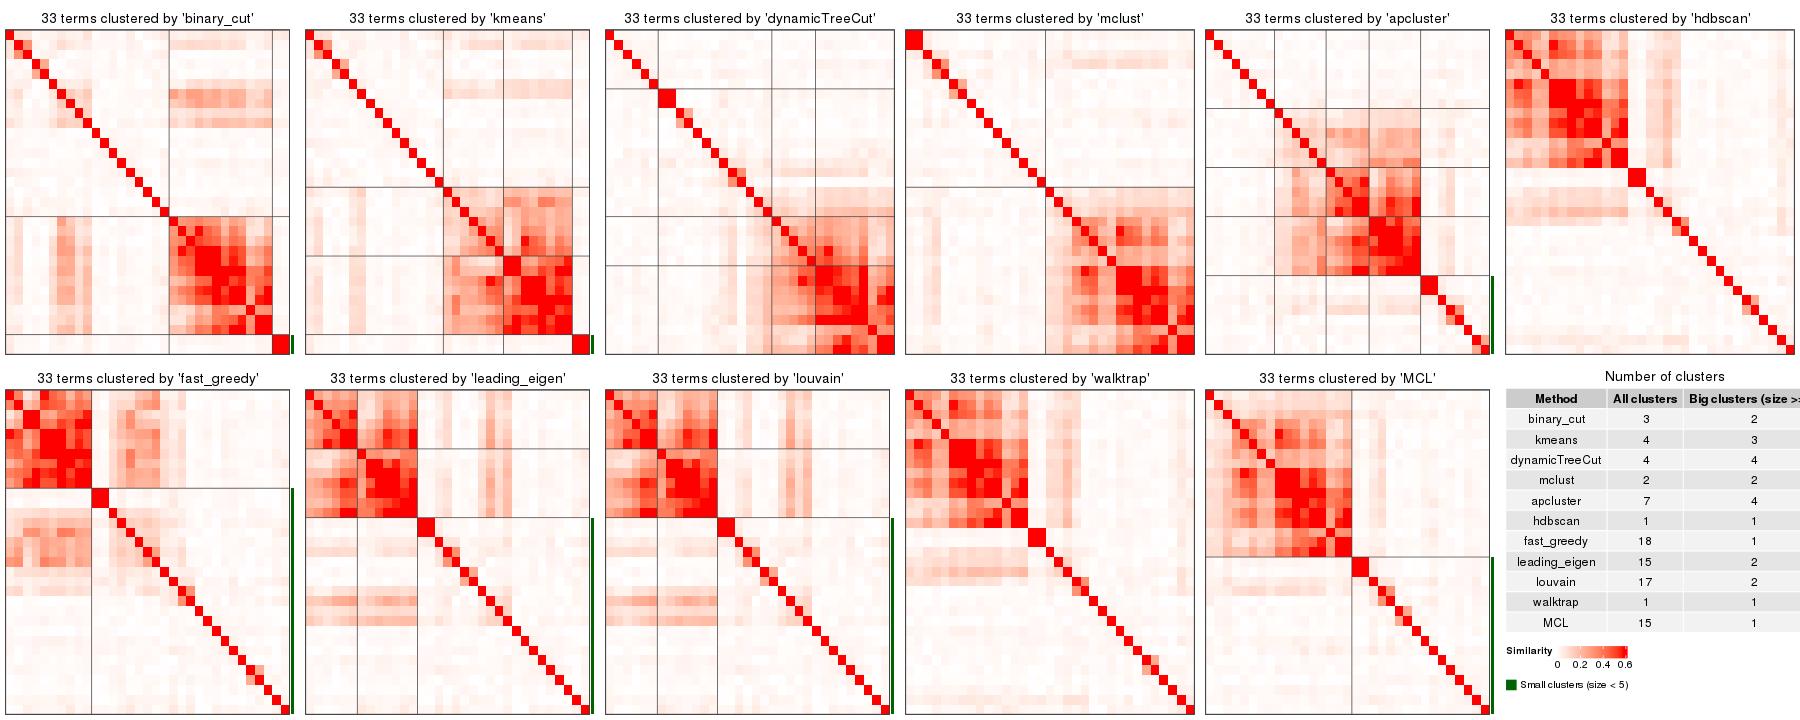 33 terms clustered by 'binary_cut'
33 terms clustered by 'kmeans'
33 terms clustered by 'dynamicTreeCut'
33 terms clustered by 'mclust'
33 terms clustered by 'apcluster'
33 terms clustered by 'hdbscan'
33 terms clustered by 'fast_greedy'
33 terms clustered by 'leading_eigen'
33 terms clustered by 'louvain'
33 terms clustered by 'walktrap'
33 terms clustered by 'MCL'
Number of clusters
Method All clusters Big clusters (size >
binary_cut 3 2
kmeans 4 3
dynamicTreeCut 4 4
mclust 2 2
apcluster 7 4
hdbscan 1 1
fast_greedy 18 1
leading_eigen 15 2
louvain 17 2
walktrap 1 1
MCL 15 1
Similarity
0 0.2 0.4 0.6
Small clusters (size < 5)